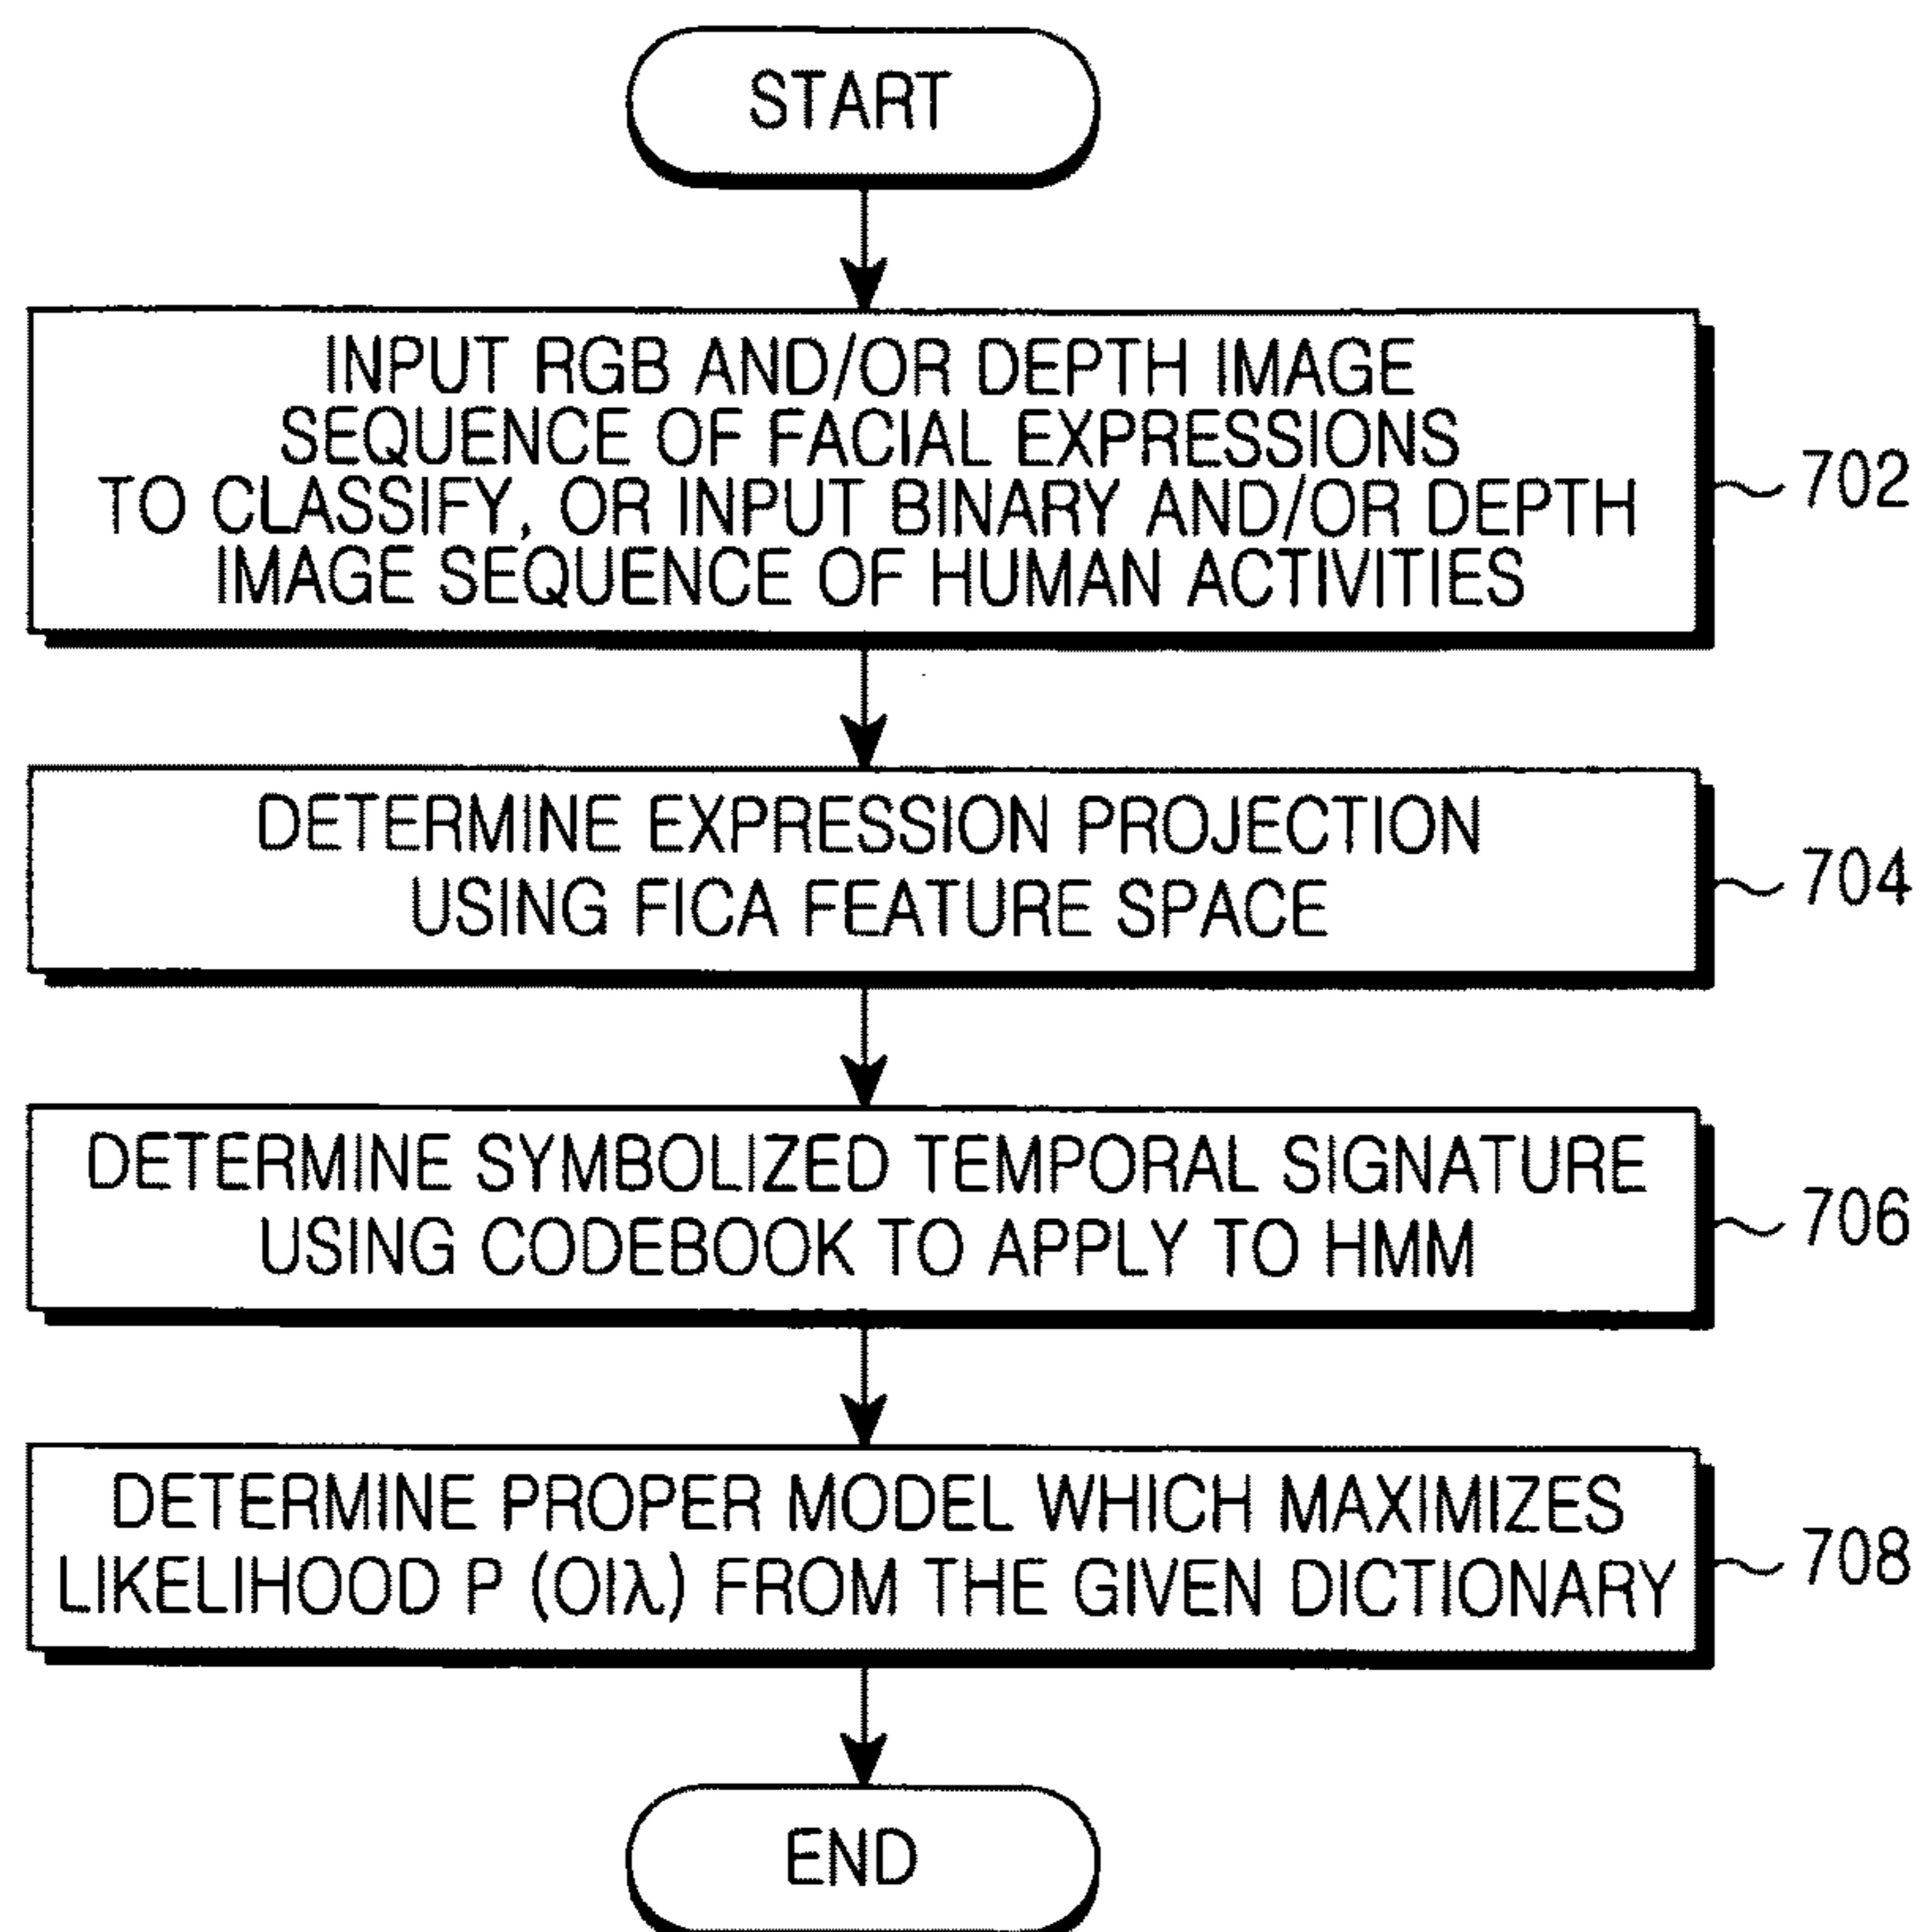 START
INPUT RGB AND/OR DEPTH IMAGE
SEQUENCE OF FACIAL EXPRESSIONS
TO CLASSIFY, OR INPUT BINARY AND/OR DEPTH
IMAGE SEQUENCE OF HUMAN ACTIVITIES
702
DETERMINE EXPRESSION PROJECTION
USING FICA FEATURE SPACE
704
DETERMINE SYMBOLIZED TEMPORAL SIGNATURE
USING CODEBOOK TO APPLY TO HMM
706
DETERMINE PROPER MODEL WHICH MAXIMIZES
LIKELIHOOD P (O|λ) FROM THE GIVEN DICTIONARY
708
END